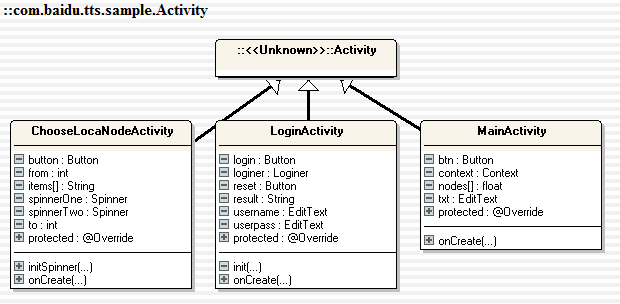 ::com.baidu.tts.sample.Activity
::<<Unknown>>::Activity
ChooseLocaNodeActivity
button : Button
from : int
items[] : String
spinnerOne : Spinner
spinnerTwo : Spinner
to : int
protected : @Override
initSpinner(...)
onCreate(...)
LoginActivity
login : Button
loginer : Loginer
reset : Button
result : String
username : EditText
userpass : EditText
protected : @Override
init(...)
onCreate(...)
MainActivity
btn : Button
context : Context
nodes[] : float
txt : EditText
protected : @Override
onCreate(...)